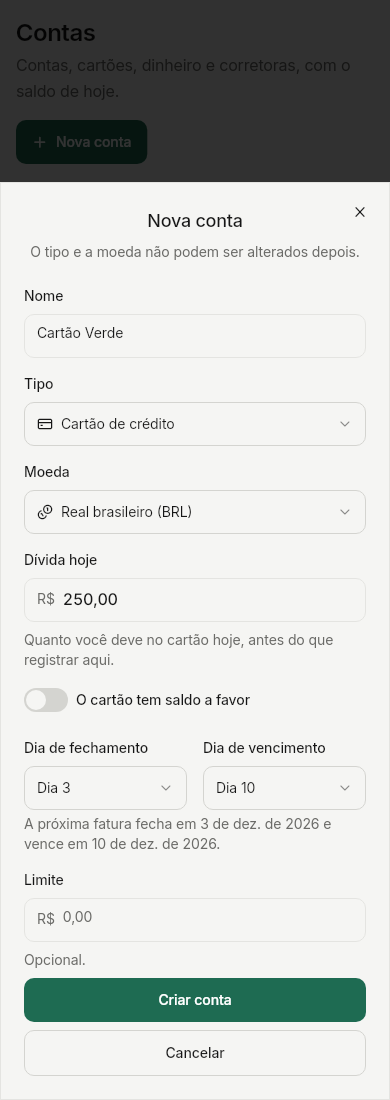 Contas
Contas, cartões, dinheiro e corretoras, com o
saldo de hoje.
Nova conta
Nova conta
O tipo e a moeda não podem ser alterados depois.
Nome
Cartão Verde
Tipo
Cartão de crédito
Moeda
Real brasileiro (BRL)
Dívida hoje
R$ 250,00
Quanto você deve no cartão hoje, antes do que
registrar aqui.
O cartão tem saldo a favor
Dia de fechamento Dia de vencimento
Dia 3 Dia 10
A próxima fatura fecha em 3 de dez. de 2026 e
vence em 10 de dez. de 2026.
Limite
R$ 0,00
Opcional.
Criar conta
Cancelar